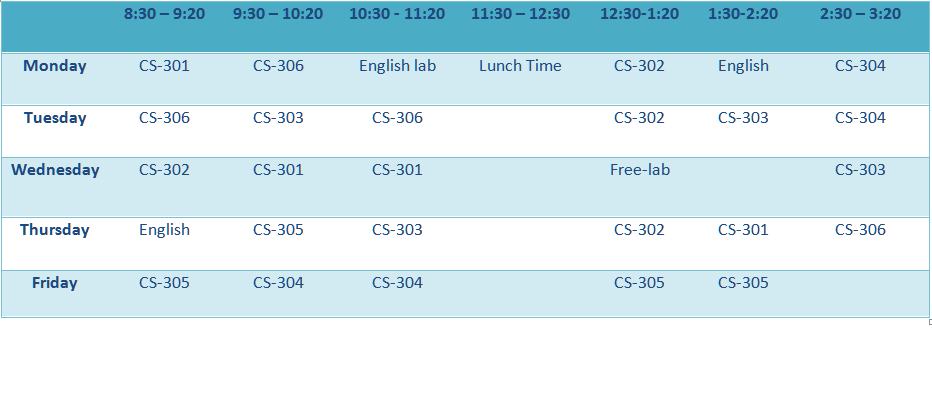 8:30 – 9:20 9:30 – 10:20 10:30 - 11:20 11:30 – 12:30 12:30-1:20 1:30-2:20 2:30 – 3:20
Monday CS-301 CS-306 English lab Lunch Time CS-302 English CS-304
Tuesday CS-306 CS-303 CS-306 CS-302 CS-303 CS-304
Wednesday CS-302 CS-301 CS-301 Free-lab CS-303
Thursday English CS-305 CS-303 CS-302 CS-301 CS-306
Friday CS-305 CS-304 CS-304 CS-305 CS-305